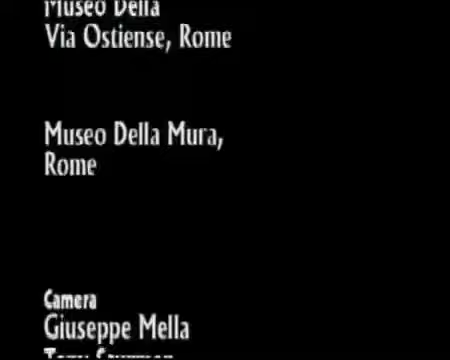 Museo Della
Via Ostiense, Rome
Museo Della Mura,
Rome
Camera
Giuseppe Mella